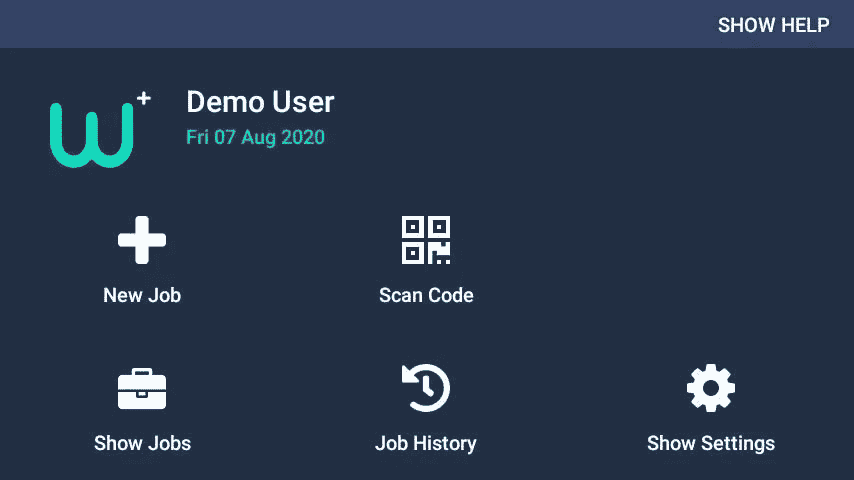 SHOW HELP
w+
Demo User
Fri 07 Aug 2020
New Job
Scan Code
Show Jobs
Job History
Show Settings